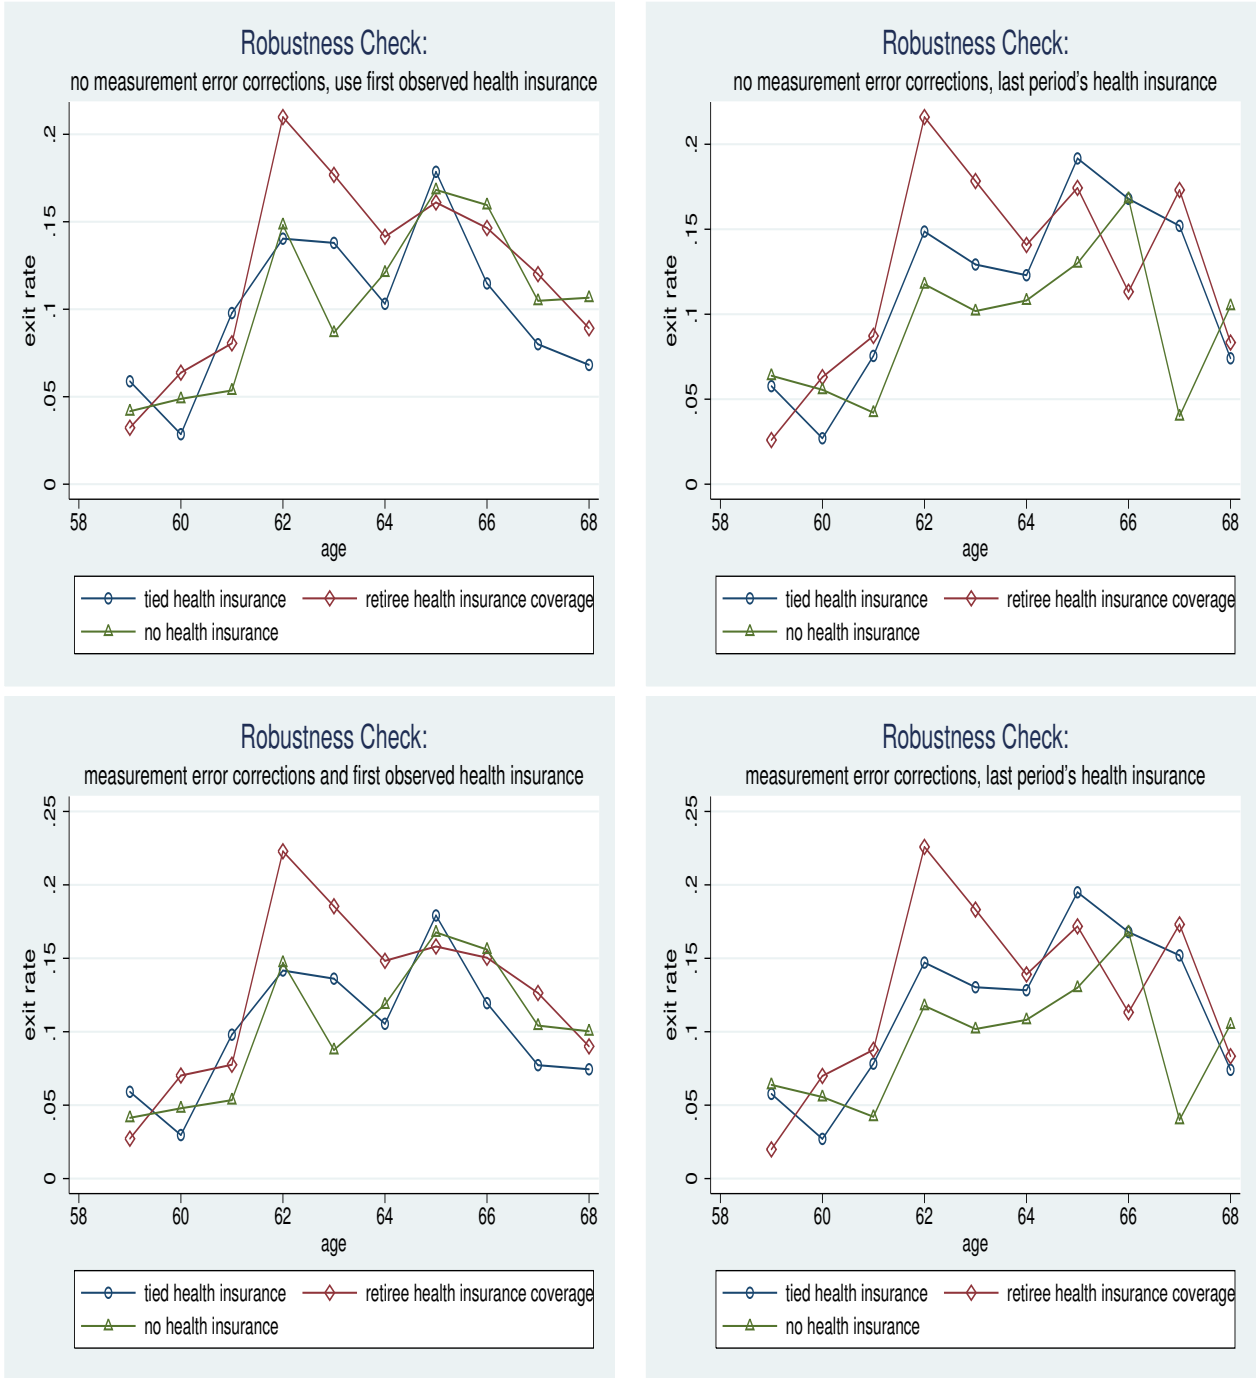 Robustness Check:
no measurement error corrections, use first observed health insurance
.2
.15
.1
.05
0
exit rate
58 60 62 64 66 68
age
tied health insurance retiree health insurance coverage
no health insurance
Robustness Check:
no measurement error corrections, last period's health insurance
.2
.15
.1
.05
0
exit rate
58 60 62 64 66 68
age
tied health insurance retiree health insurance coverage
no health insurance
Robustness Check:
measurement error corrections and first observed health insurance
.25
.2
.15
.1
.05
0
exit rate
58 60 62 64 66 68
age
tied health insurance retiree health insurance coverage
no health insurance
Robustness Check:
measurement error corrections, last period's health insurance
.25
.2
.15
.1
.05
0
exit rate
58 60 62 64 66 68
age
tied health insurance retiree health insurance coverage
no health insurance